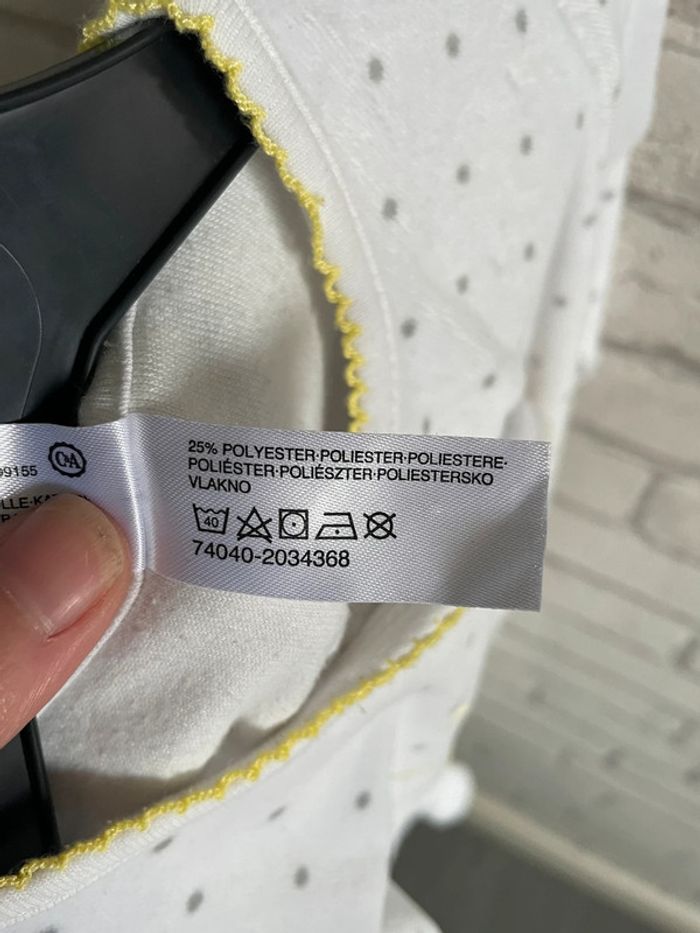 C&A
25% POLYESTER·POLIESTER·POLIESTERE·
POLIÉSTER·POLIÉSZTER·POLIESTERSKO
VLAKNO
40
74040-2034368